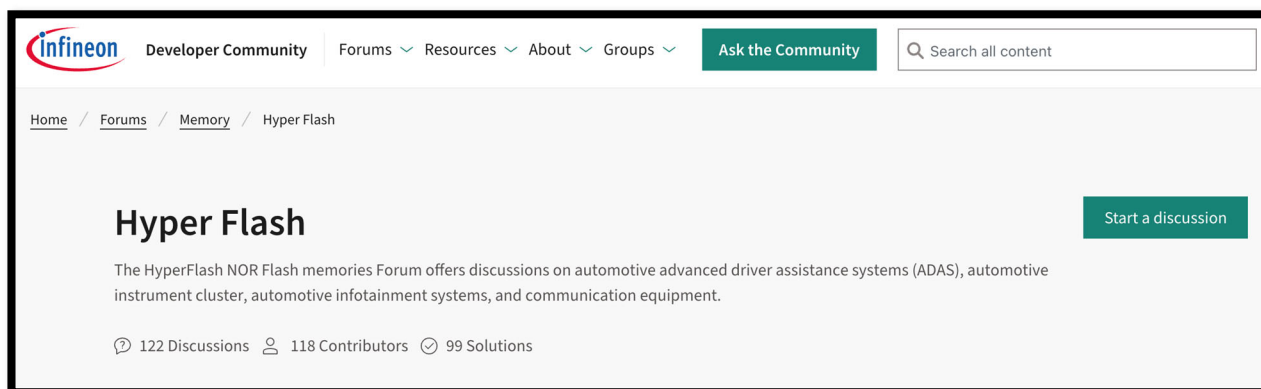 infineon Developer Community Forums Resources About Groups Ask the Community Search all content
Home / Forums / Memory / Hyper Flash
Hyper Flash
Start a discussion
The HyperFlash NOR Flash memories Forum offers discussions on automotive advanced driver assistance systems (ADAS), automotive
instrument cluster, automotive infotainment systems, and communication equipment.
122 Discussions 118 Contributors 99 Solutions